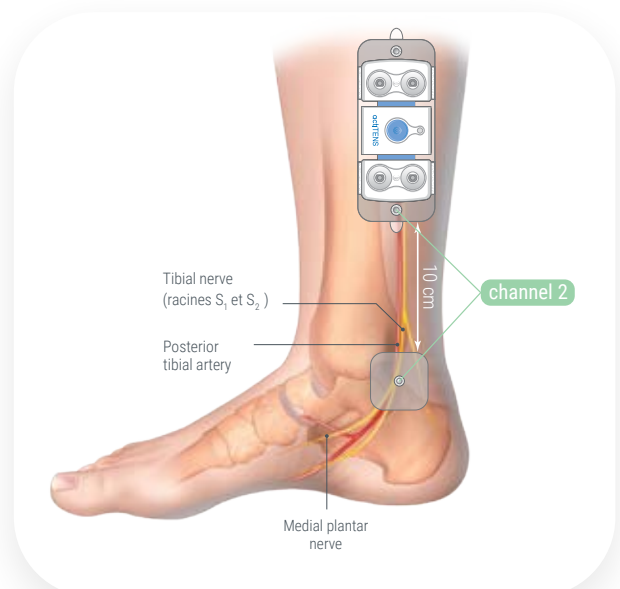 actiTENS
10 cm
channel 2
Tibial nerve
(racines S₁ et S₂ )
Posterior
tibial artery
Medial plantar
nerve